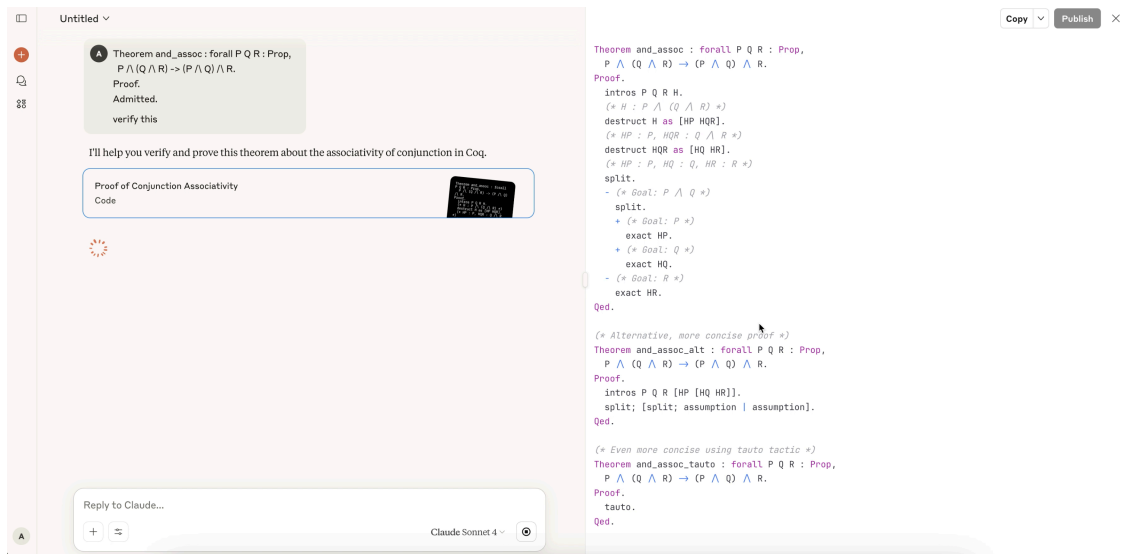 Untitled
Copy
Publish
A
Theorem and_assoc : forall P Q R : Prop,
P /\ (Q /\ R) -> (P /\ Q) /\ R.
Proof.
Admitted.
verify this
I'll help you verify and prove this theorem about the associativity of conjunction in Coq.
Proof of Conjunction Associativity
Code
Reply to Claude...
Claude Sonnet 4
A
Theorem and_assoc : forall P Q R : Prop,
  P /\ (Q /\ R) -> (P /\ Q) /\ R.
Proof.
  intros P Q R H.
  (* H : P /\ (Q /\ R) *)
  destruct H as [HP HQR].
  (* HP : P, HQR : Q /\ R *)
  destruct HQR as [HQ HR].
  (* HP : P, HQ : Q, HR : R *)
  split.
  - (* Goal: P /\ Q *)
    split.
    + (* Goal: P *)
      exact HP.
    + (* Goal: Q *)
      exact HQ.
  - (* Goal: R *)
    exact HR.
Qed.
(* Alternative, more concise proof *)
Theorem and_assoc_alt : forall P Q R : Prop,
  P /\ (Q /\ R) -> (P /\ Q) /\ R.
Proof.
  intros P Q R [HP [HQ HR]].
  split; [split; assumption | assumption].
Qed.
(* Even more concise using tauto tactic *)
Theorem and_assoc_tauto : forall P Q R : Prop,
  P /\ (Q /\ R) -> (P /\ Q) /\ R.
Proof.
  tauto.
Qed.